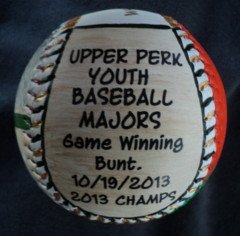 UPPER PERK
YOUTH
BASEBALL
MAJORS
Game Winning
Bunt.
10/19/2013
2013 CHAMPS